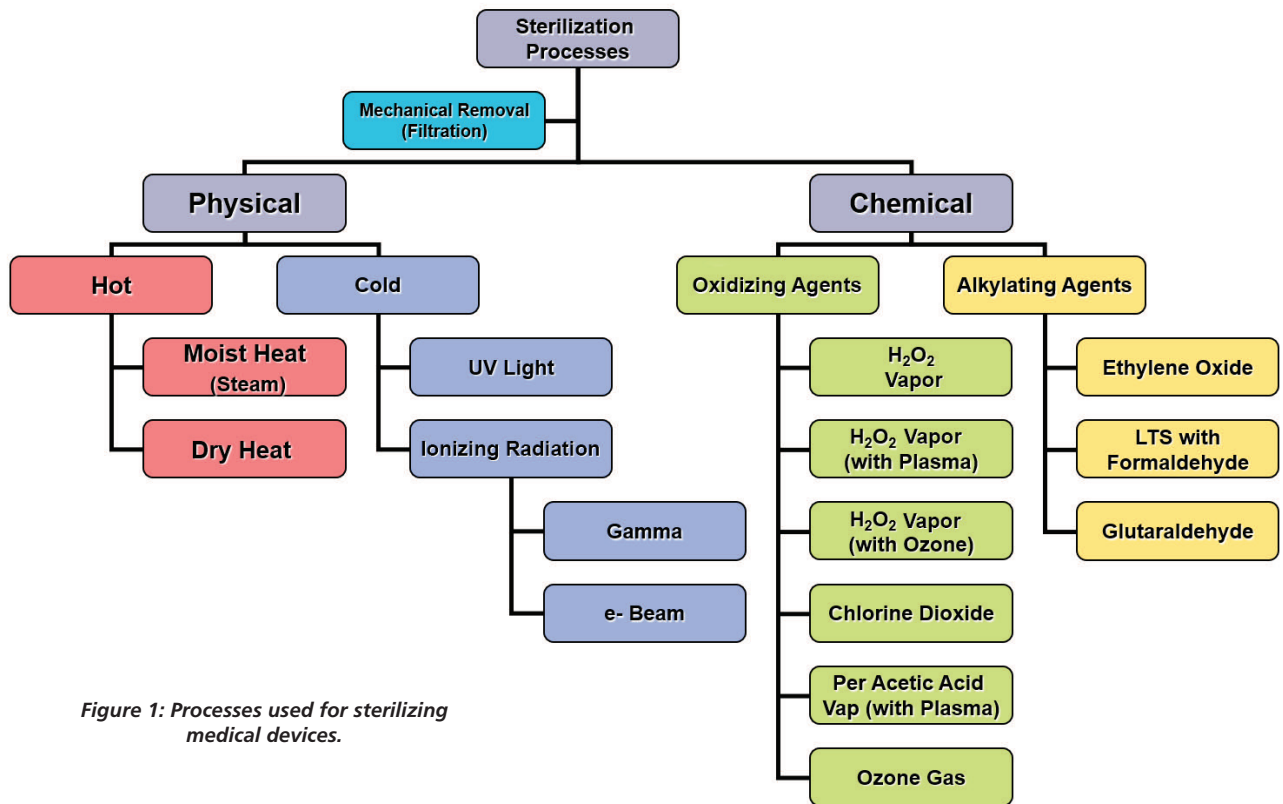 Sterilization
Processes
Mechanical Removal
(Filtration)
Physical
Chemical
Hot
Cold
Oxidizing Agents
Alkylating Agents
Moist Heat
(Steam)
Dry Heat
UV Light
Ionizing Radiation
Gamma
e- Beam
H₂O₂
Vapor
H₂O₂ Vapor
(with Plasma)
H₂O₂ Vapor
(with Ozone)
Chlorine Dioxide
Per Acetic Acid
Vap (with Plasma)
Ozone Gas
Ethylene Oxide
LTS with
Formaldehyde
Glutaraldehyde
Figure 1: Processes used for sterilizing
medical devices.